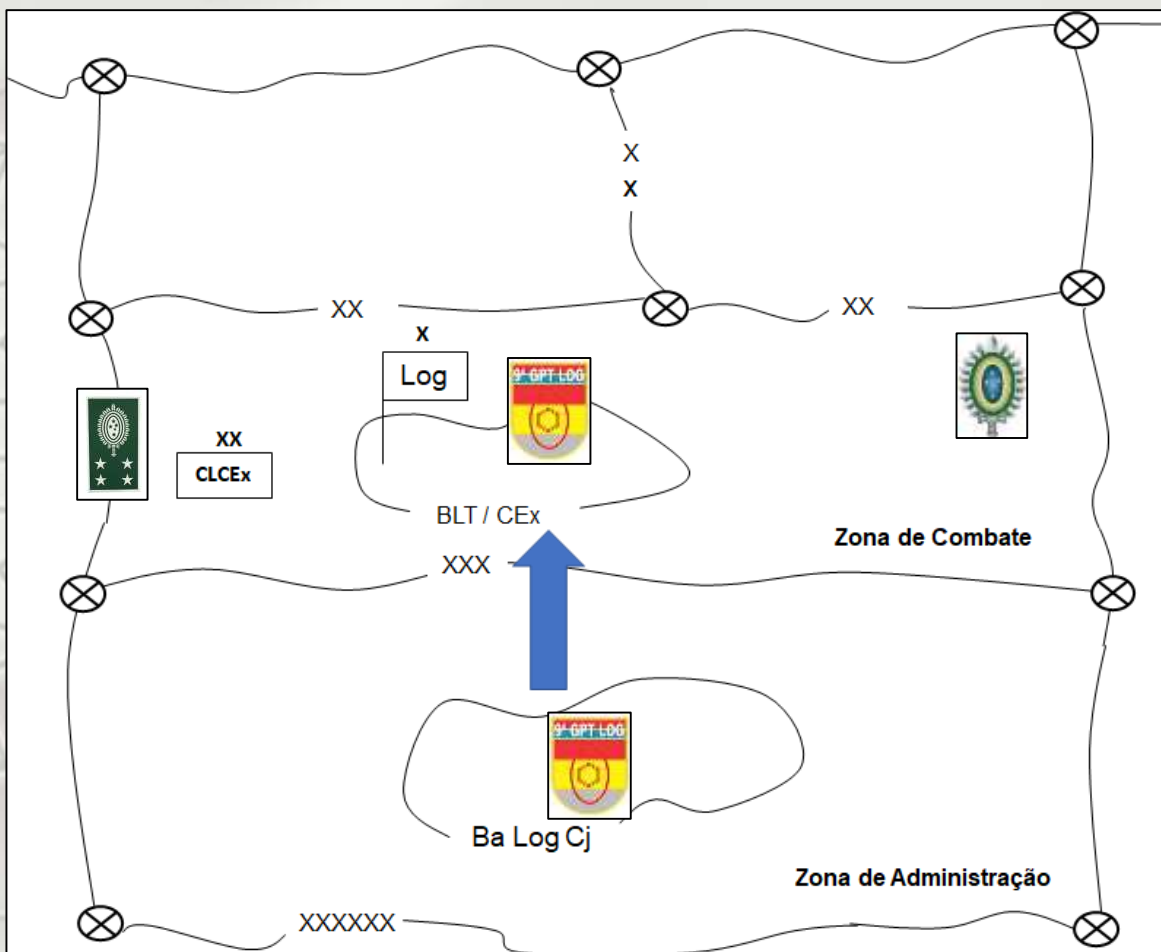 X
X
XX
XX
X
Log
9º GPT LOG
XX
CLCEx
BLT / CEx
Zona de Combate
XXX
9º GPT LOG
Ba Log Cj
Zona de Administração
XXXXXX